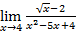 lim x→4 (√x−2)/(x²−5x+4)